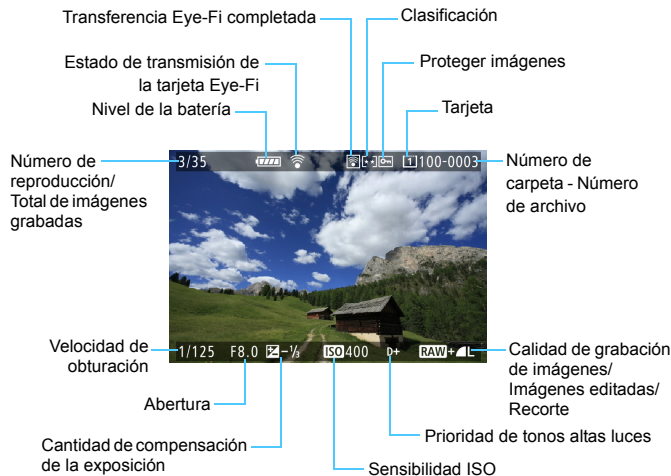 Transferencia Eye-Fi completada
Clasificación
Estado de transmisión de
la tarjeta Eye-Fi
Proteger imágenes
Nivel de la batería
Tarjeta
Número de
reproducción/
Total de imágenes
grabadas
3/35
1 100-0003
Número de
carpeta - Número
de archivo
Velocidad de
obturación
1/125 F8.0 -1/3 ISO 400 D+ RAW+L
Calidad de grabación
de imágenes/
Imágenes editadas/
Recorte
Abertura
Prioridad de tonos altas luces
Cantidad de compensación
de la exposición
Sensibilidad ISO